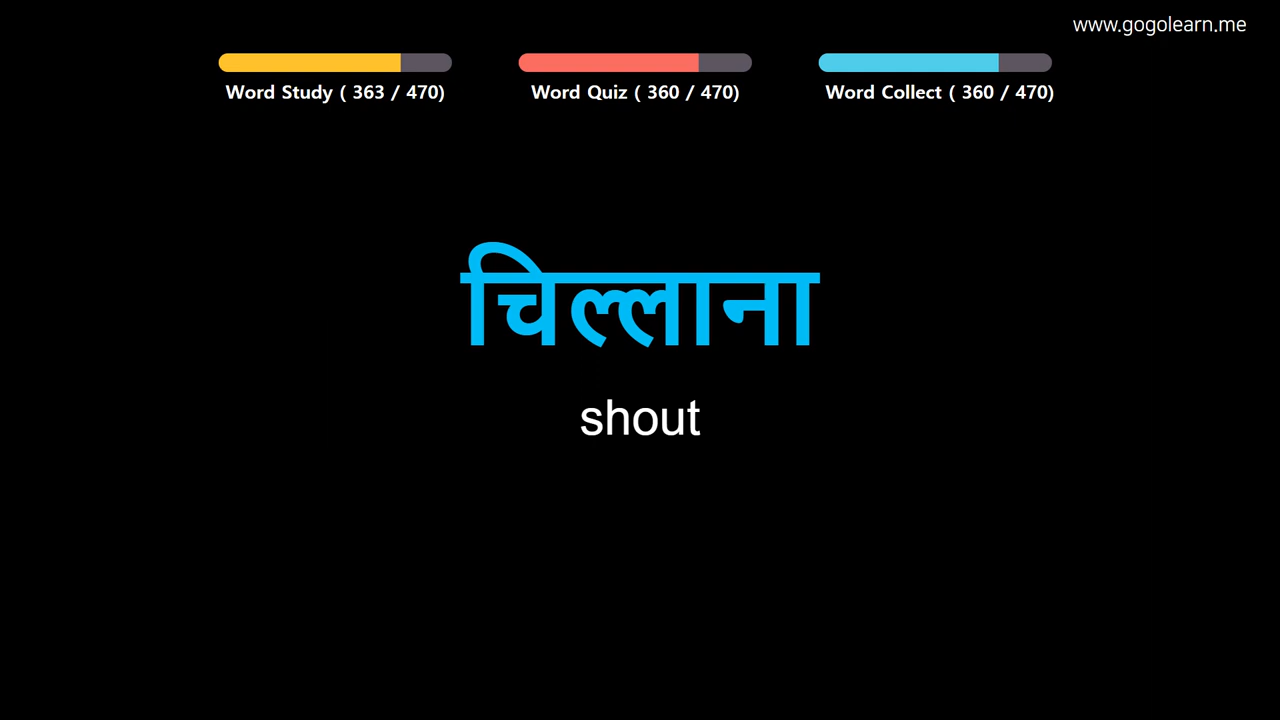 www.gogolearn.me
Word Study ( 363 / 470)
Word Quiz ( 360 / 470)
Word Collect ( 360 / 470)
चिल्लाना
shout